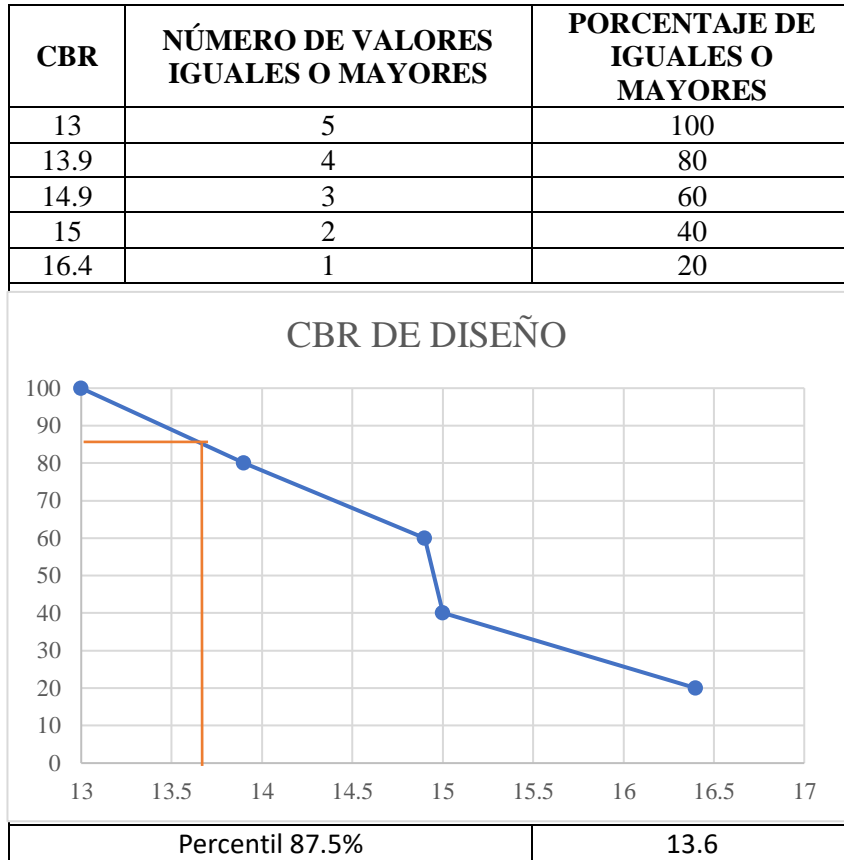 CBR NÚMERO DE VALORES IGUALES O MAYORES PORCENTAJE DE IGUALES O MAYORES
13 5 100
13.9 4 80
14.9 3 60
15 2 40
16.4 1 20
CBR DE DISEÑO
100
90
80
70
60
50
40
30
20
10
0
13 13.5 14 14.5 15 15.5 16 16.5 17
Percentil 87.5% 13.6